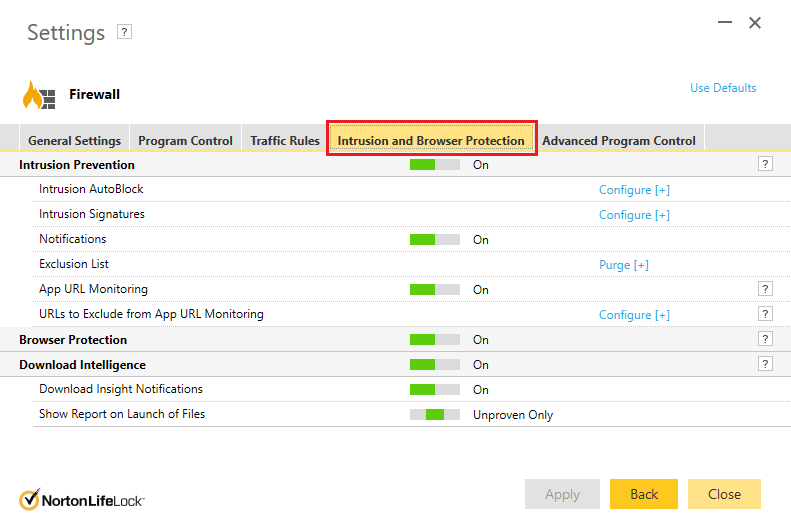 Settings ?
Firewall
Use Defaults
General Settings Program Control Traffic Rules Intrusion and Browser Protection Advanced Program Control
Intrusion Prevention On ?
Intrusion AutoBlock Configure [+]
Intrusion Signatures Configure [+]
Notifications On
Exclusion List Purge [+]
App URL Monitoring On ?
URLs to Exclude from App URL Monitoring Configure [+] ?
Browser Protection On ?
Download Intelligence On ?
Download Insight Notifications On
Show Report on Launch of Files Unproven Only
NortonLifeLock Apply Back Close